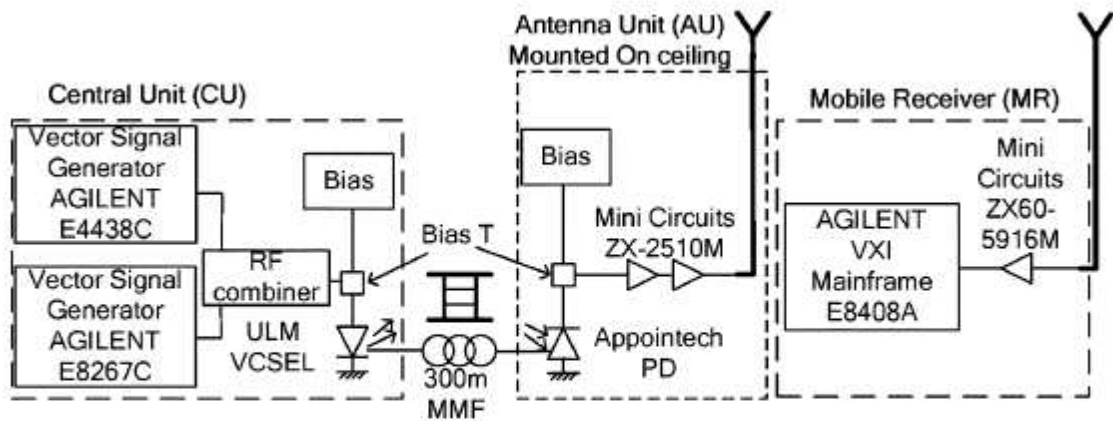 Central Unit (CU)
Vector Signal
Generator
AGILENT
E4438C
Vector Signal
Generator
AGILENT
E8267C
RF
combiner
Bias
ULM
VCSEL
Bias T
300m
MMF
Antenna Unit (AU)
Mounted On ceiling
Bias
Mini Circuits
ZX-2510M
Appointech
PD
Mobile Receiver (MR)
AGILENT
VXI
Mainframe
E8408A
Mini
Circuits
ZX60-
5916M